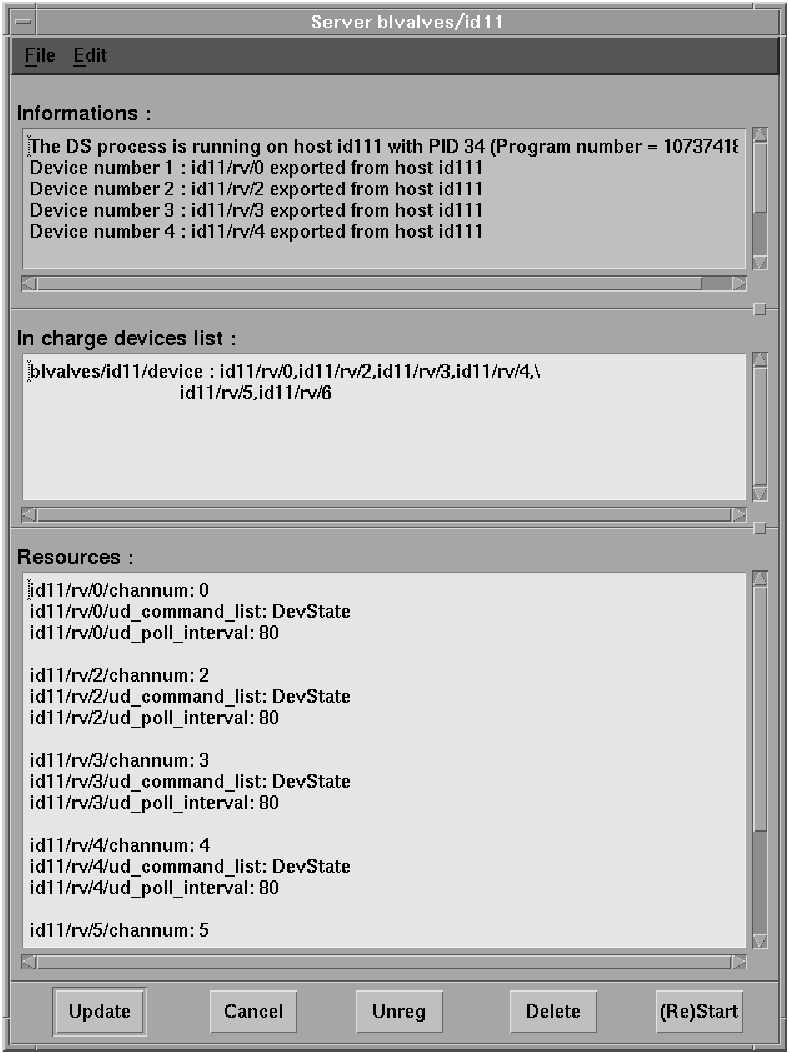 Server blvalves/id11
File Edit
Informations :
The DS process is running on host id111 with PID 34 (Program number = 10737418
Device number 1 : id11/rv/0 exported from host id111
Device number 2 : id11/rv/2 exported from host id111
Device number 3 : id11/rv/3 exported from host id111
Device number 4 : id11/rv/4 exported from host id111
In charge devices list :
blvalves/id11/device : id11/rv/0,id11/rv/2,id11/rv/3,id11/rv/4,\
id11/rv/5,id11/rv/6
Resources :
id11/rv/0/channum: 0
id11/rv/0/ud_command_list: DevState
id11/rv/0/ud_poll_interval: 80
id11/rv/2/channum: 2
id11/rv/2/ud_command_list: DevState
id11/rv/2/ud_poll_interval: 80
id11/rv/3/channum: 3
id11/rv/3/ud_command_list: DevState
id11/rv/3/ud_poll_interval: 80
id11/rv/4/channum: 4
id11/rv/4/ud_command_list: DevState
id11/rv/4/ud_poll_interval: 80
id11/rv/5/channum: 5
Update Cancel Unreg Delete (Re)Start